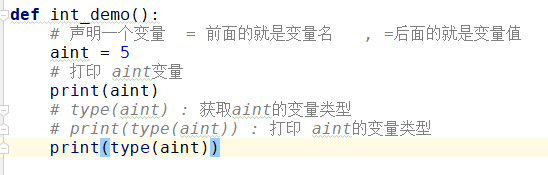 def int_demo():
# 声明一个变量 = 前面的就是变量名 , =后面的就是变量值
aint = 5
# 打印 aint变量
print(aint)
# type(aint) : 获取aint的变量类型
# print(type(aint)) : 打印 aint的变量类型
print(type(aint))